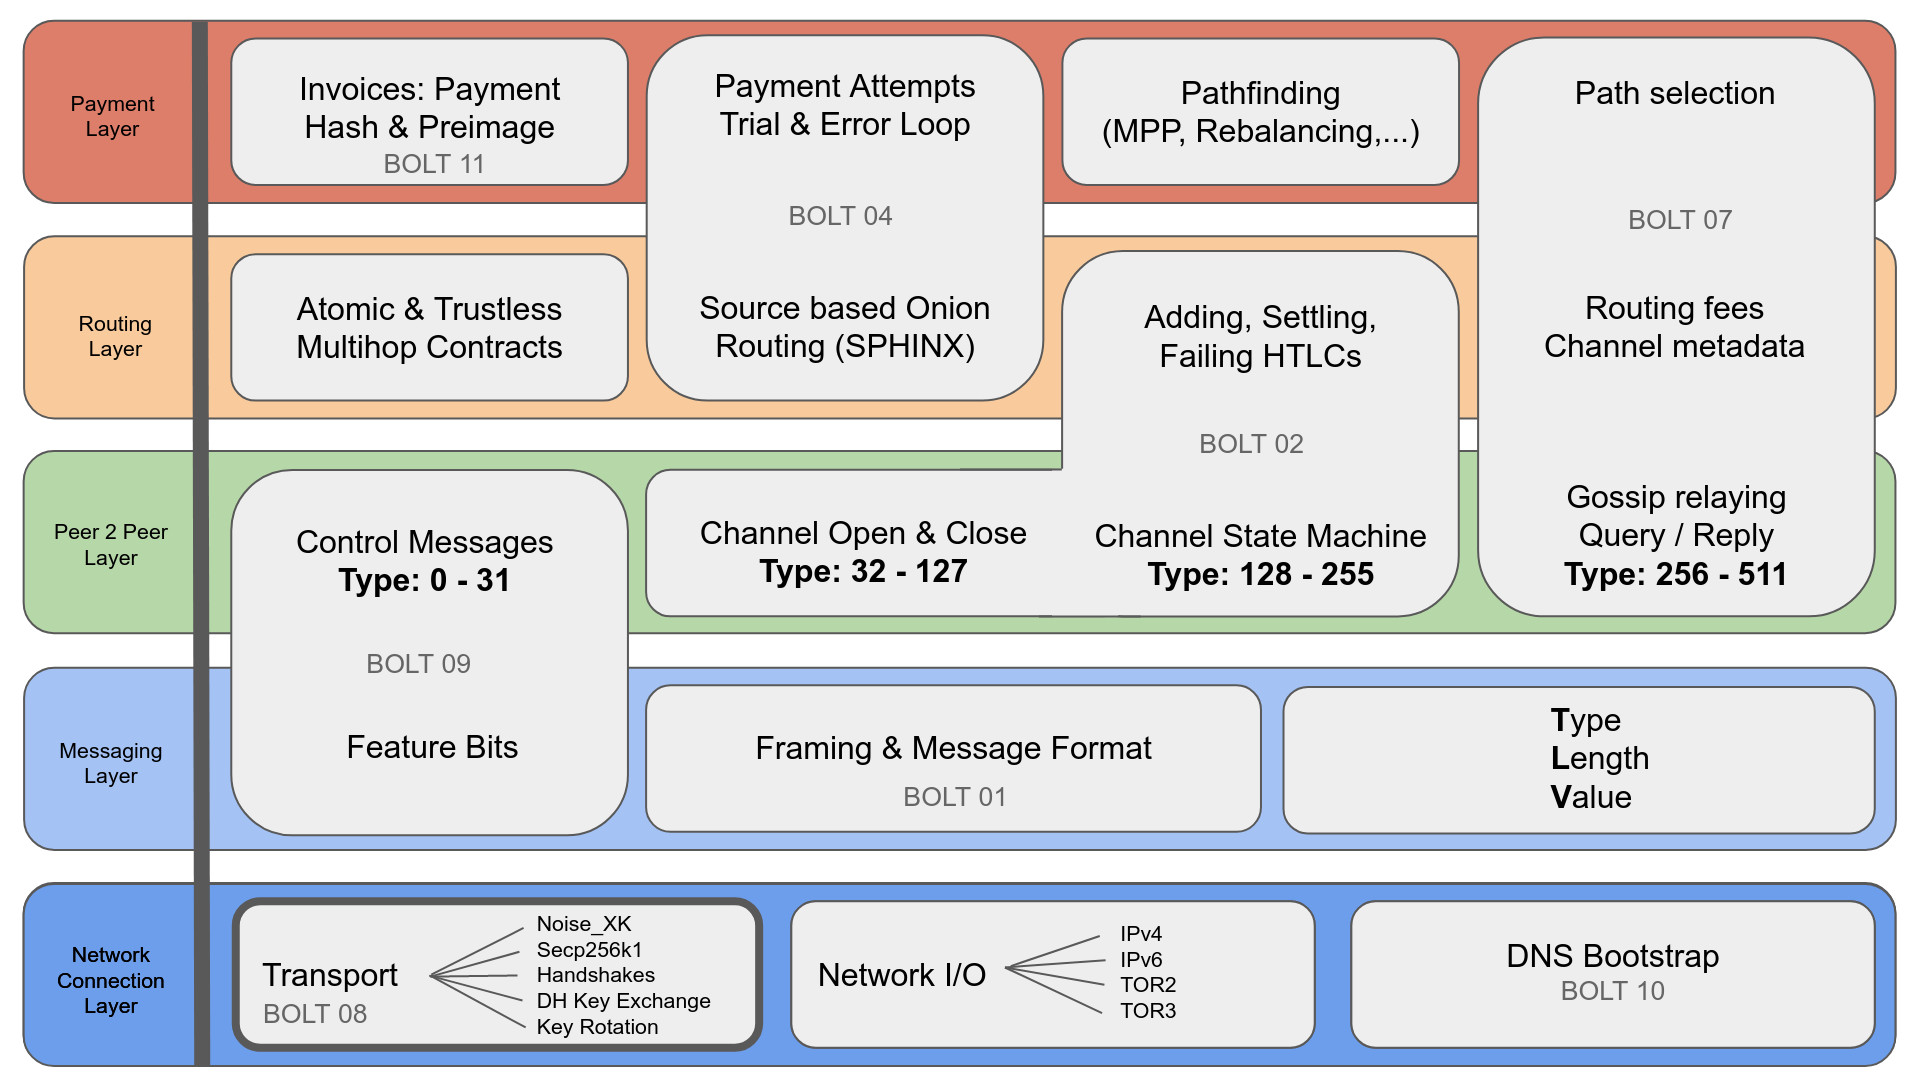 Payment
Layer
Invoices: Payment
Hash & Preimage
BOLT 11
Payment Attempts
Trial & Error Loop
BOLT 04
Source based Onion
Routing (SPHINX)
Pathfinding
(MPP, Rebalancing,...)
Path selection
BOLT 07
Routing fees
Channel metadata
Gossip relaying
Query / Reply
Type: 256 - 511
Routing
Layer
Atomic & Trustless
Multihop Contracts
Adding, Settling,
Failing HTLCs
BOLT 02
Channel State Machine
Type: 128 - 255
Peer 2 Peer
Layer
Control Messages
Type: 0 - 31
BOLT 09
Feature Bits
Channel Open & Close
Type: 32 - 127
Messaging
Layer
Framing & Message Format
BOLT 01
Type
Length
Value
Network
Connection
Layer
Transport
BOLT 08
Noise_XK
Secp256k1
Handshakes
DH Key Exchange
Key Rotation
Network I/O
IPv4
IPv6
TOR2
TOR3
DNS Bootstrap
BOLT 10